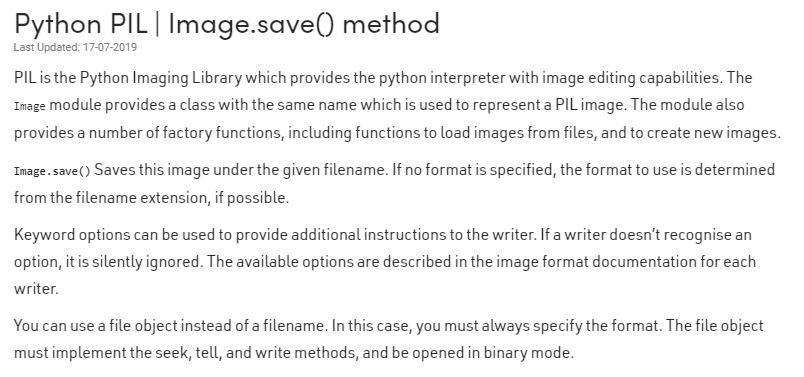 Python PIL | Image.save() method
Last Updated: 17-07-2019
PIL is the Python Imaging Library which provides the python interpreter with image editing capabilities. The
Image module provides a class with the same name which is used to represent a PIL image. The module also
provides a number of factory functions, including functions to load images from files, and to create new images.
Image.save() Saves this image under the given filename. If no format is specified, the format to use is determined
from the filename extension, if possible.
Keyword options can be used to provide additional instructions to the writer. If a writer doesn’t recognise an
option, it is silently ignored. The available options are described in the image format documentation for each
writer.
You can use a file object instead of a filename. In this case, you must always specify the format. The file object
must implement the seek, tell, and write methods, and be opened in binary mode.